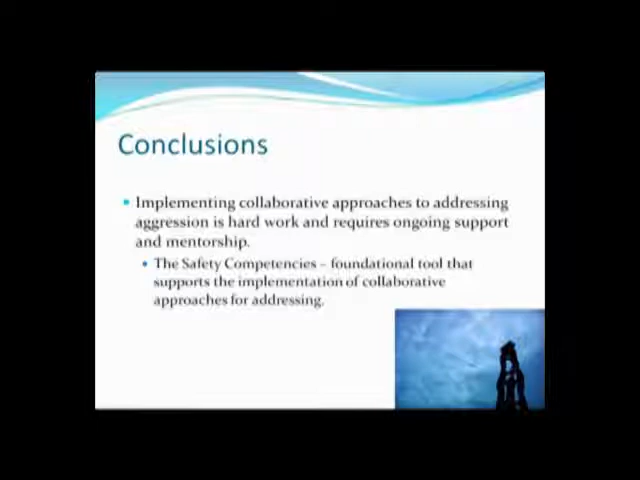 Conclusions
Implementing collaborative approaches to addressing
aggression is hard work and requires ongoing support
and mentorship.
The Safety Competencies – foundational tool that
supports the implementation of collaborative
approaches for addressing.